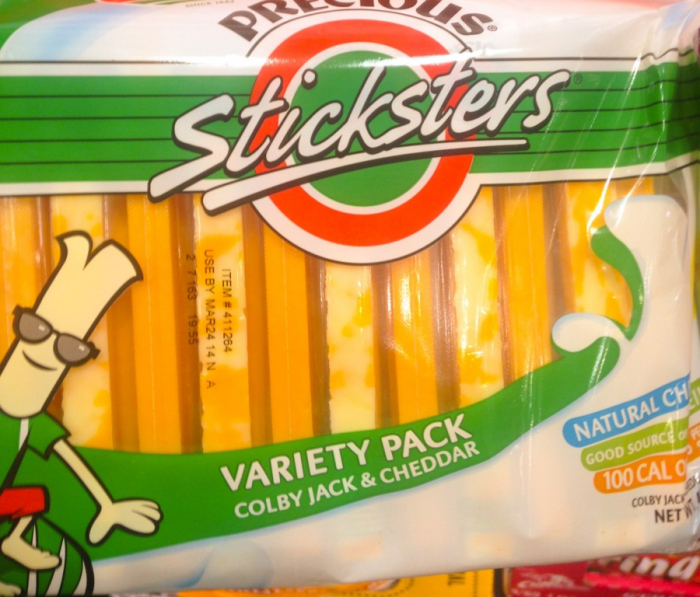 PRECIOUS®
Sticksters
ITEM # 411264
USE BY MAR24 14 N A
2 7 163 19:55
VARIETY PACK
COLBY JACK & CHEDDAR
NATURAL CH
GOOD SOURCE
100 CAL
COLBY JACK
NET